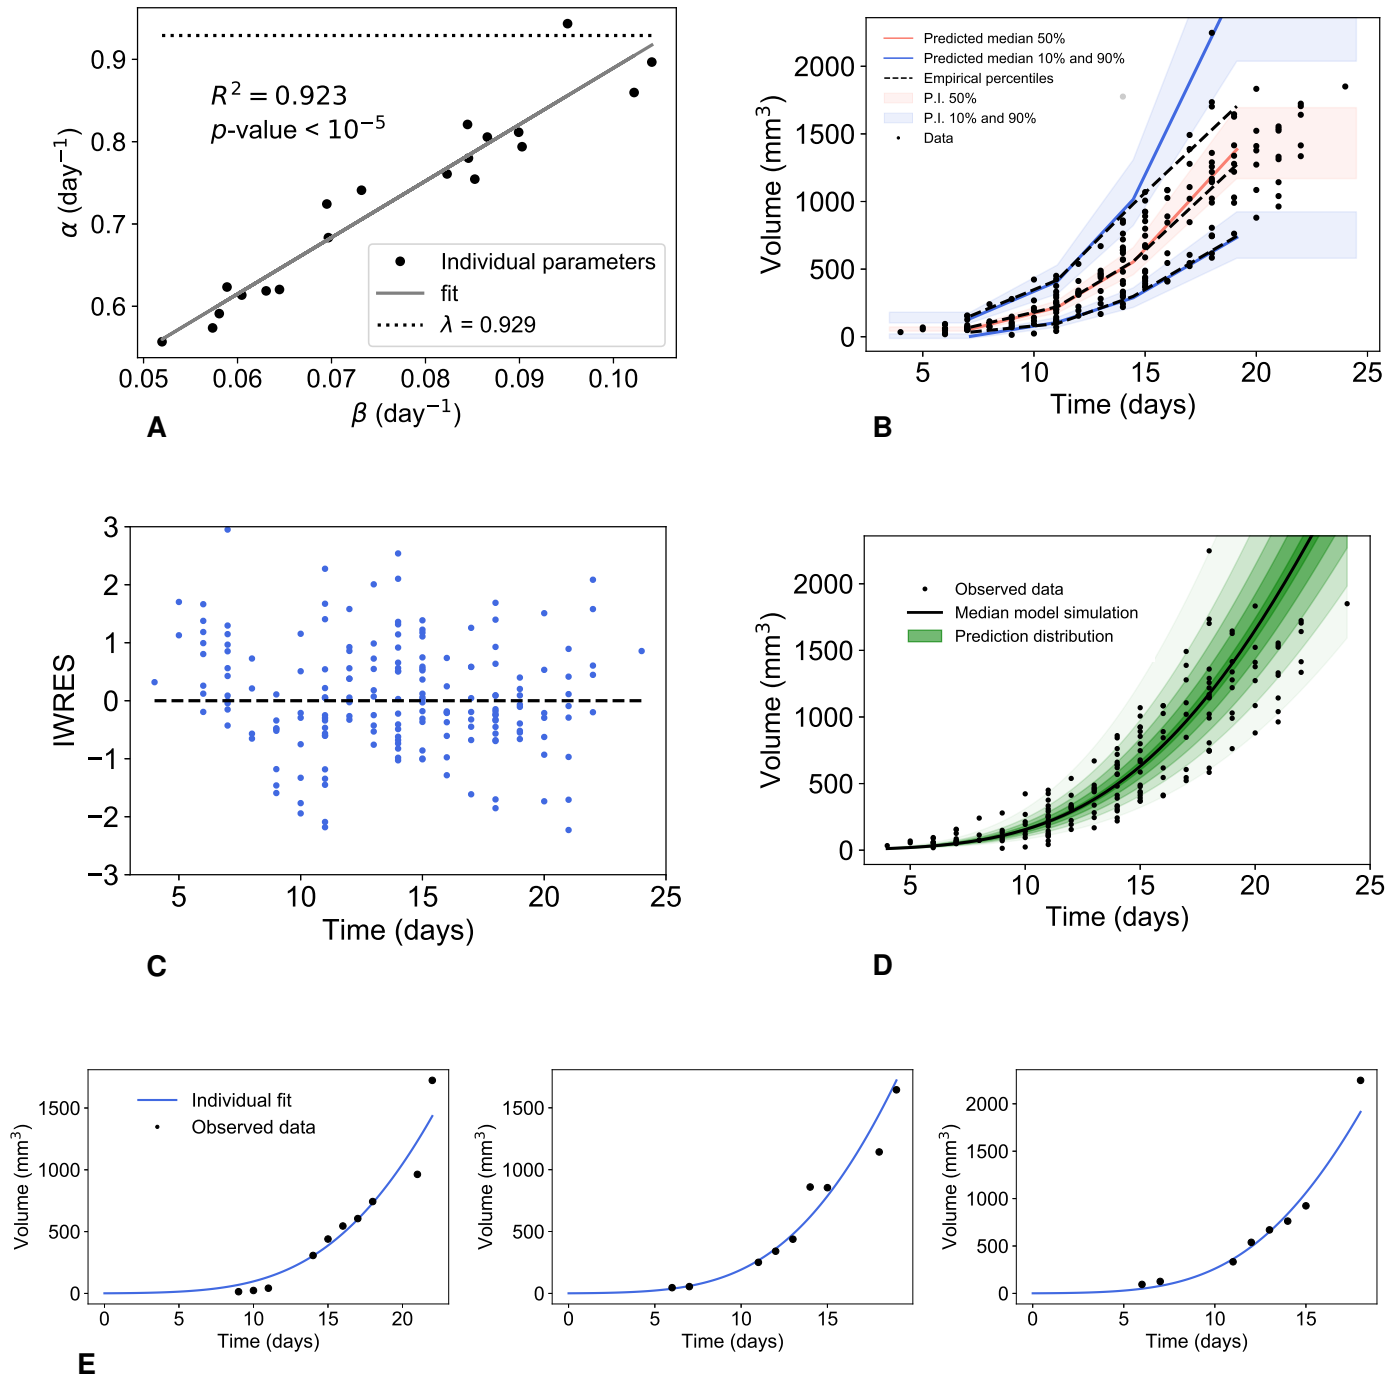 0.9
0.8
0.7
0.6
α (day⁻¹)
R² = 0.923
p-value < 10⁻⁵
Individual parameters
fit
λ = 0.929
0.05 0.06 0.07 0.08 0.09 0.10
β (day⁻¹)
A
2000
1500
1000
500
0
Volume (mm³)
Predicted median 50%
Predicted median 10% and 90%
Empirical percentiles
P.I. 50%
P.I. 10% and 90%
Data
5 10 15 20 25
Time (days)
B
3
2
1
0
−1
−2
−3
IWRES
5 10 15 20 25
Time (days)
C
2000
1500
1000
500
0
Volume (mm³)
Observed data
Median model simulation
Prediction distribution
5 10 15 20 25
Time (days)
D
1500
1000
500
0
Volume (mm³)
Individual fit
Observed data
0 5 10 15 20
Time (days)
1500
1000
500
0
Volume (mm³)
0 5 10 15
Time (days)
2000
1500
1000
500
0
Volume (mm³)
0 5 10 15
Time (days)
E